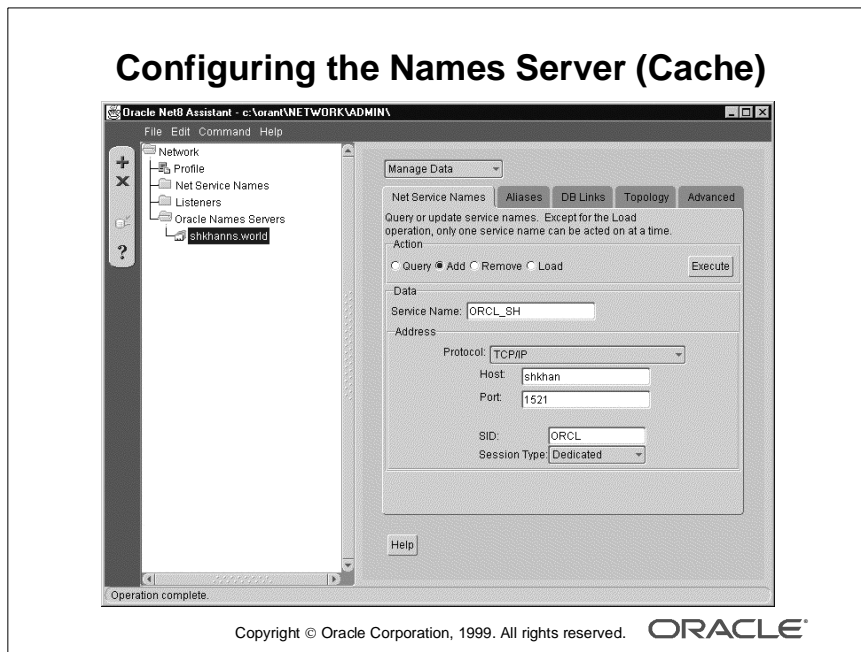 Configuring the Names Server (Cache)
Oracle Net8 Assistant - c:\orant\NETWORK\ADMIN\
File Edit Command Help
Network
Profile
Net Service Names
Listeners
Oracle Names Servers
shkhanns.world
?
Manage Data
Net Service Names Aliases DB Links Topology Advanced
Query or update service names. Except for the Load
operation, only one service name can be acted on at a time.
Action
Query Add Remove Load Execute
Data
Service Name: ORCL_SH
Address
Protocol: TCP/IP
Host: shkhan
Port: 1521
SID: ORCL
Session Type: Dedicated
Help
Operation complete.
Copyright © Oracle Corporation, 1999. All rights reserved. ORACLE®